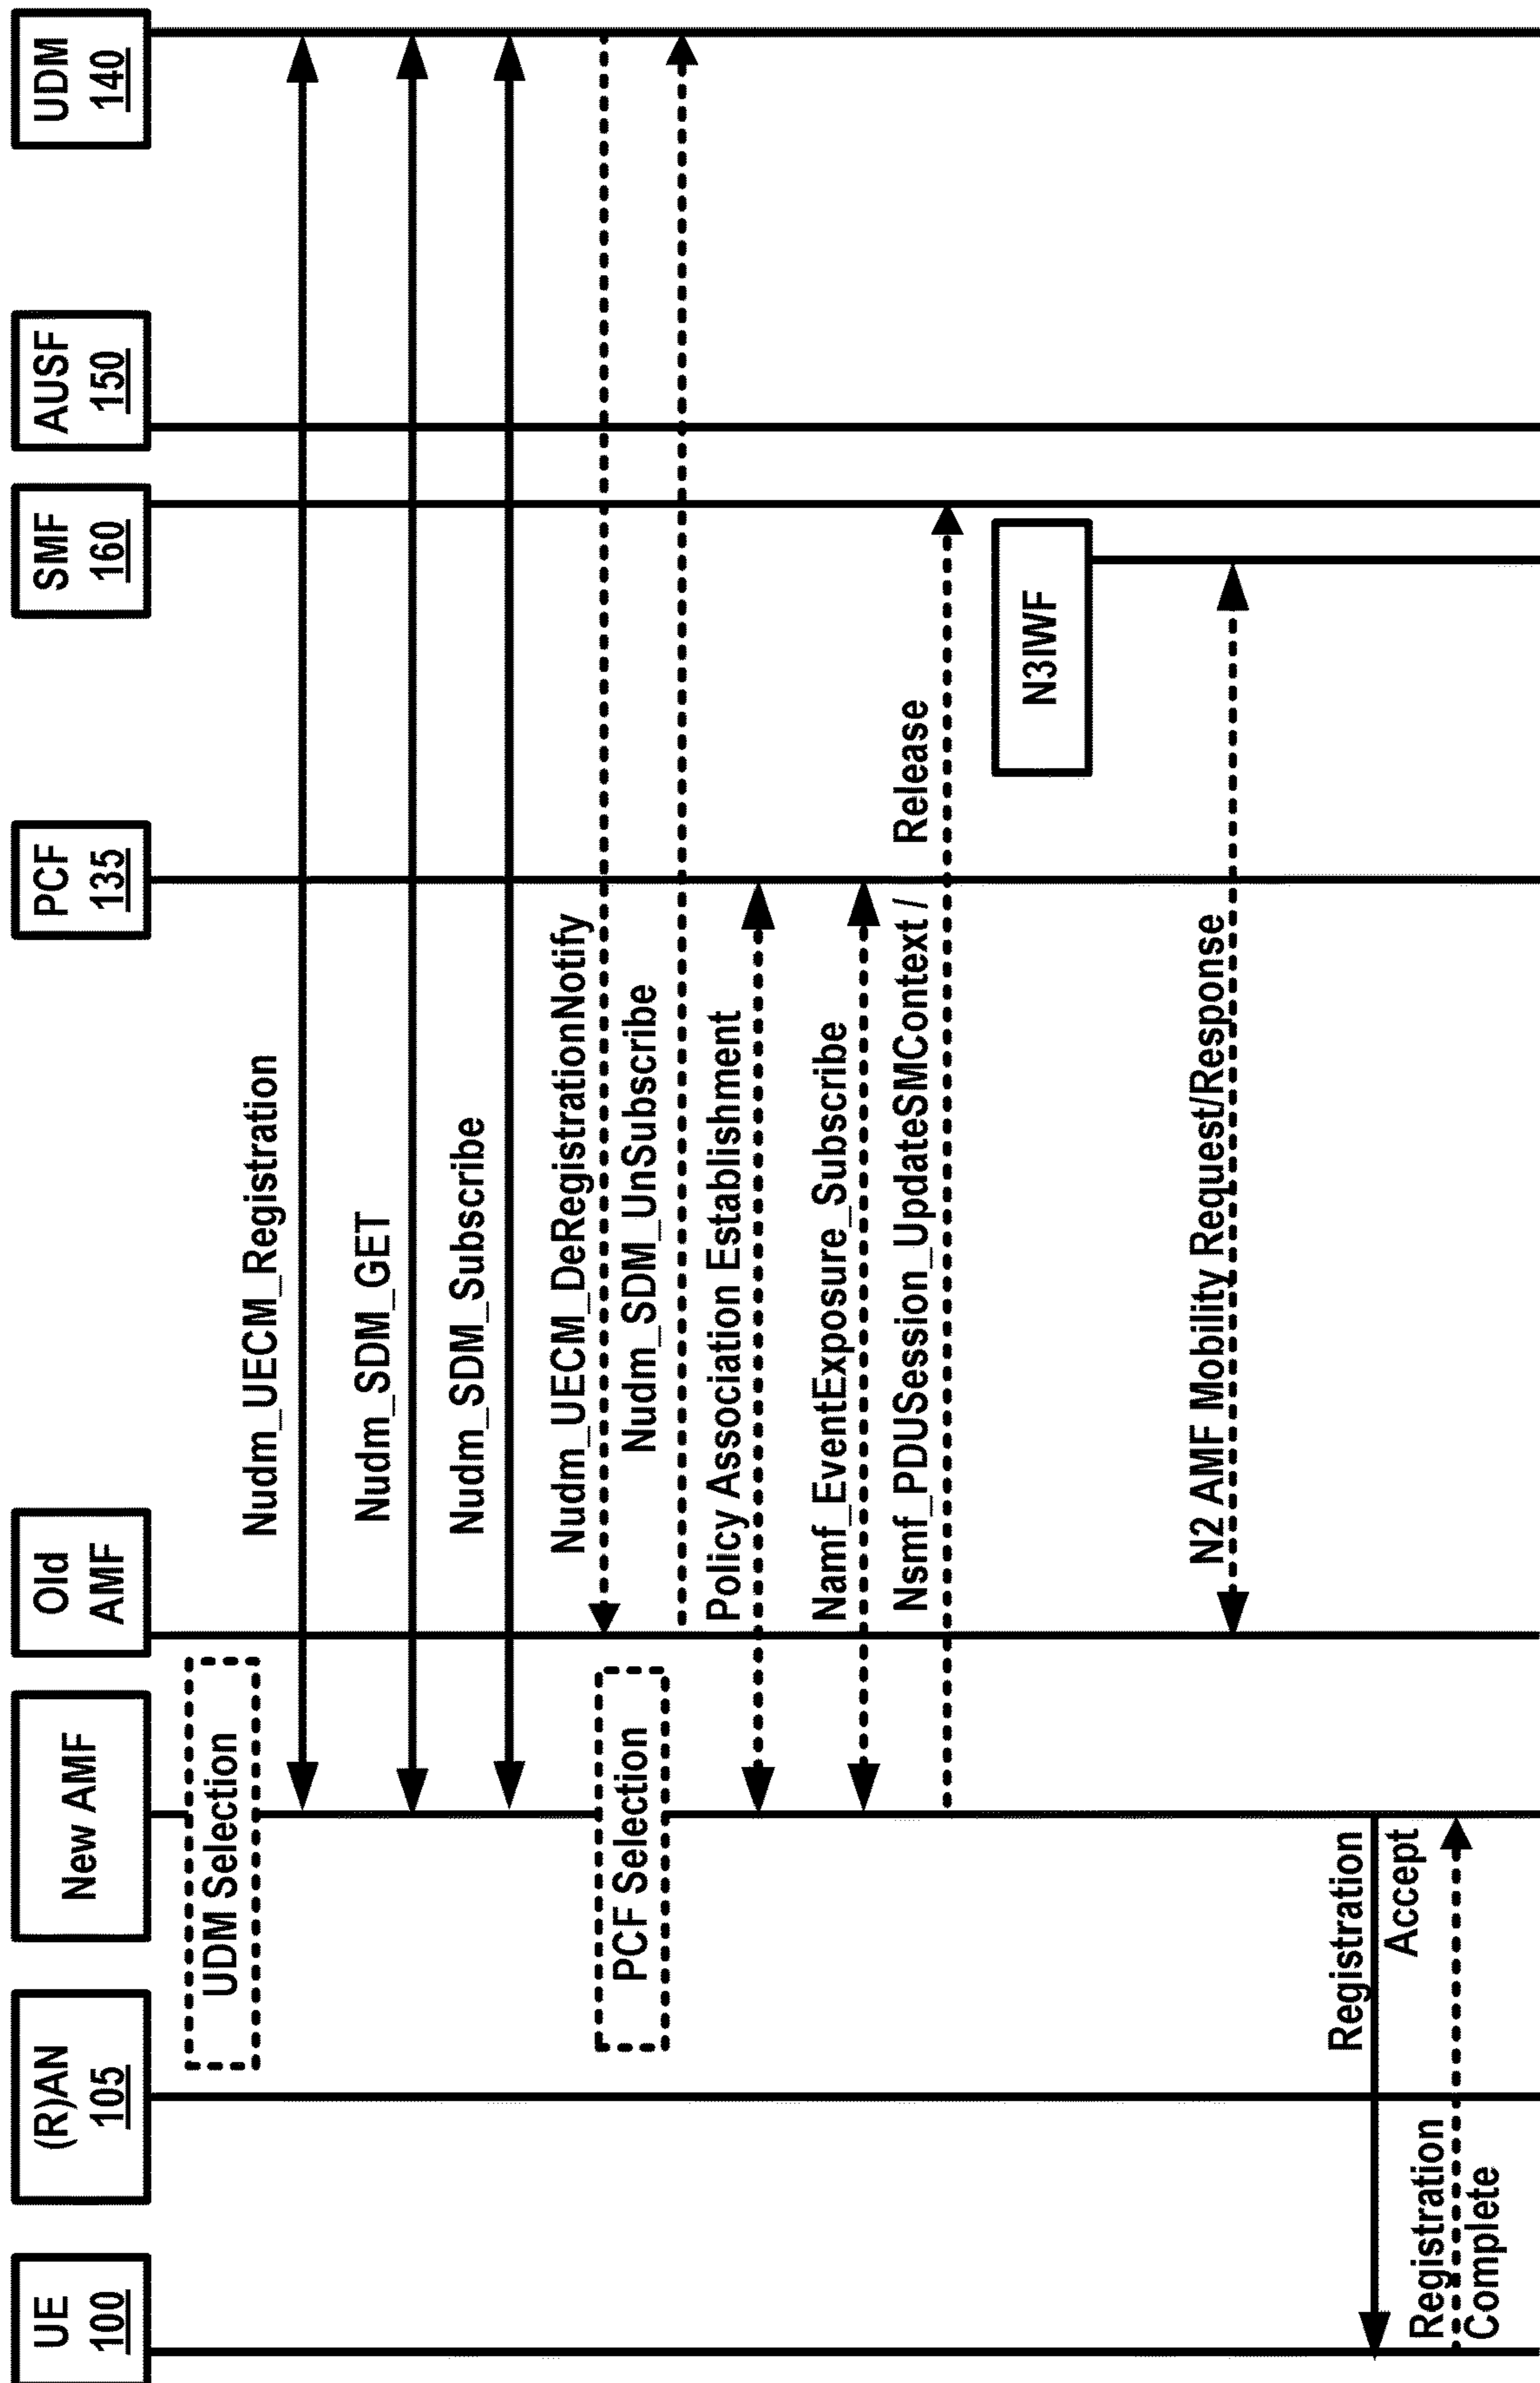 UE
100
(R)AN
105
New AMF
Old
AMF
PCF
135
SMF
160
AUSF
150
UDM
140
UDM Selection
Nudm_UECM_Registration
Nudm_SDM_GET
Nudm_SDM_Subscribe
Nudm_UECM_DeRegistrationNotify
PCF Selection
Nudm_SDM_UnSubscribe
Policy Association Establishment
Namf_EventExposure_Subscribe
Nsmf_PDUSession_UpdateSMContext / Release
N3IWF
N2 AMF Mobility Request/Response
Registration
Accept
Registration
Complete